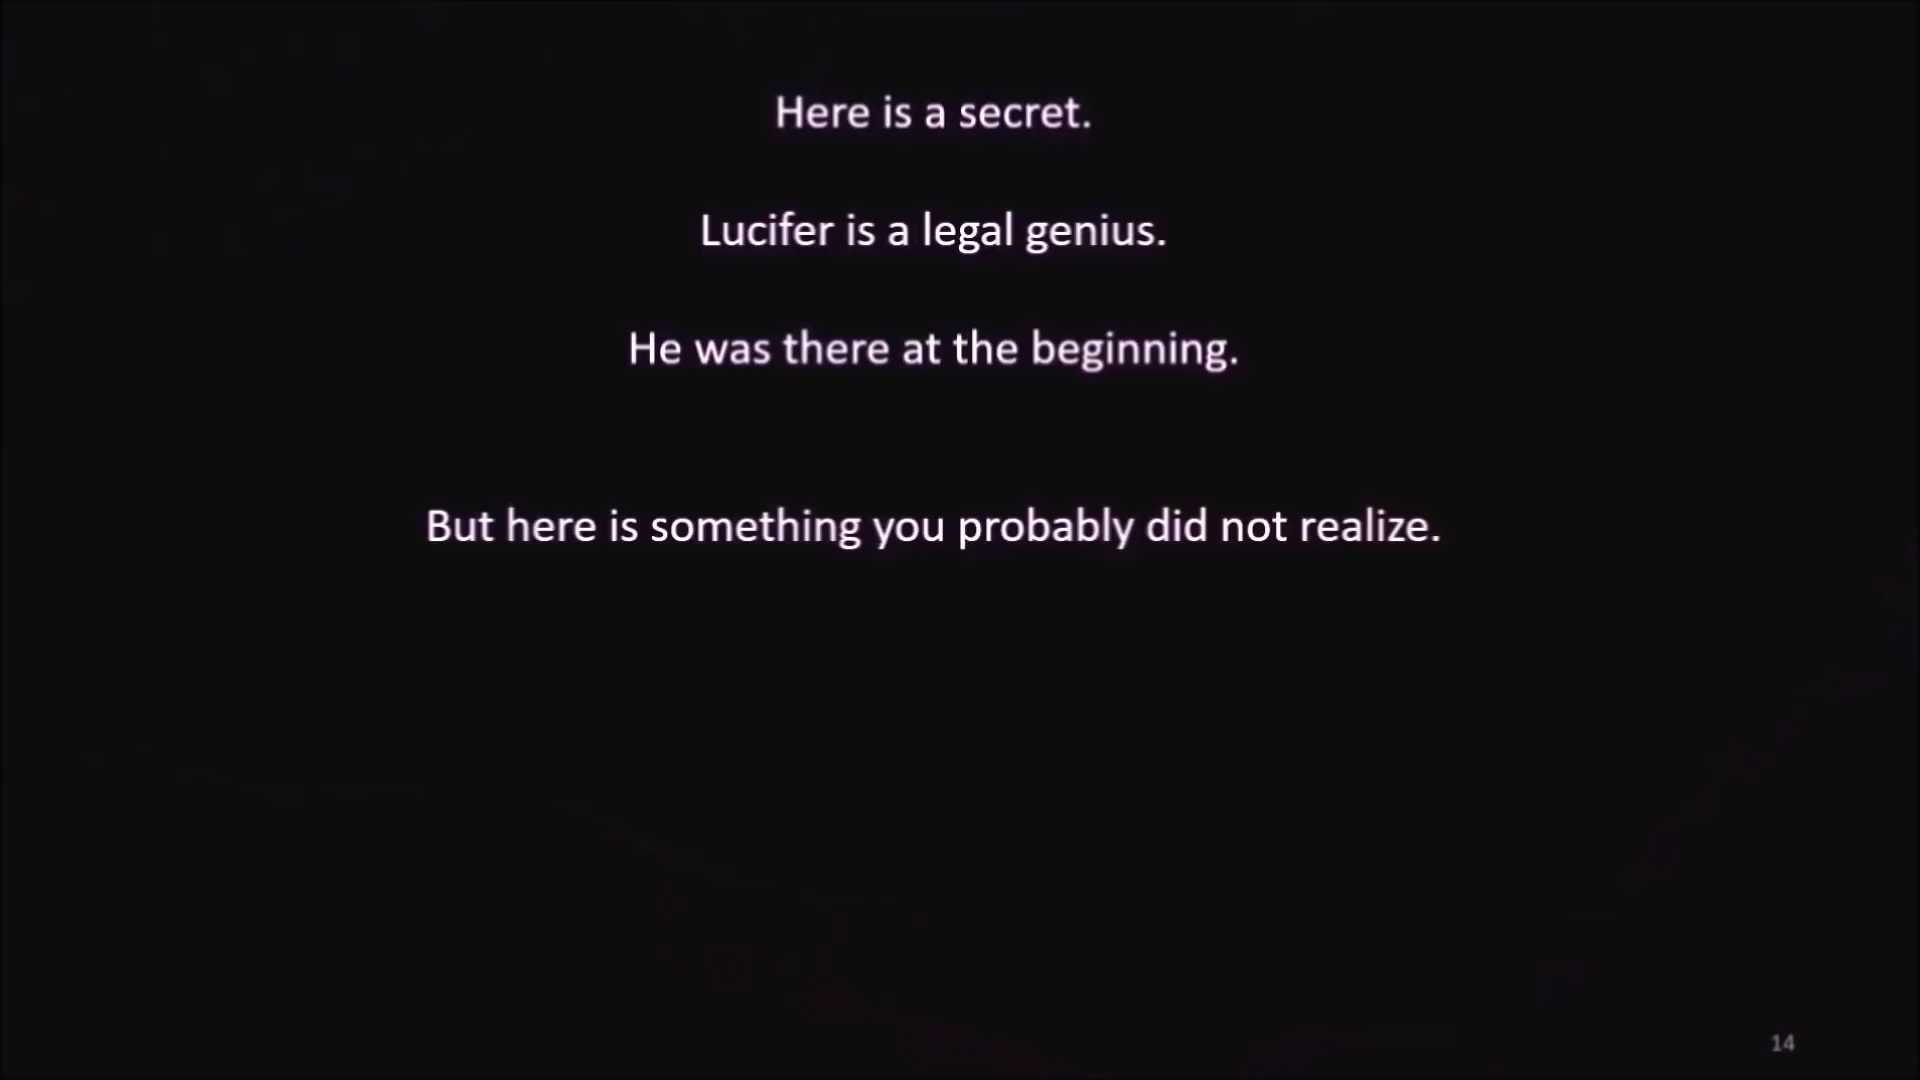 Here is a secret.
Lucifer is a legal genius.
He was there at the beginning.
But here is something you probably did not realize.
14